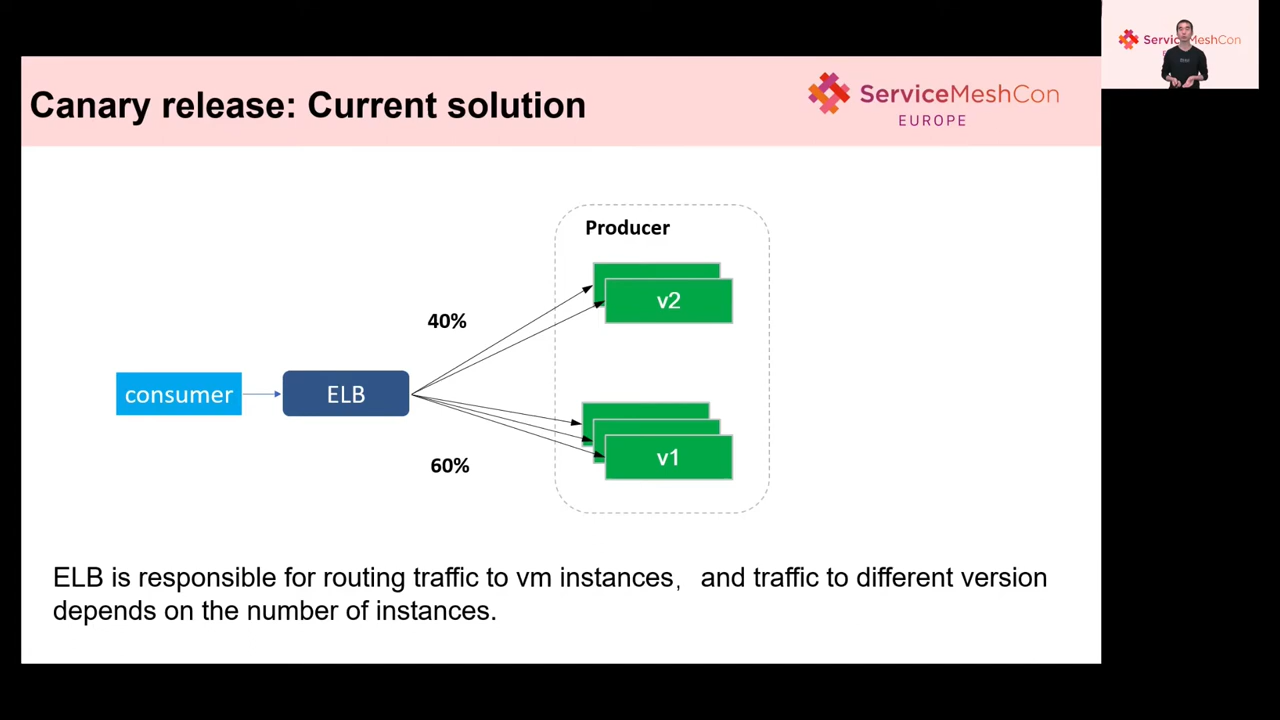 Canary release: Current solution
ServiceMeshCon
EUROPE
Producer
v2
40%
consumer
ELB
60%
v1
ELB is responsible for routing traffic to vm instances, and traffic to different version
depends on the number of instances.